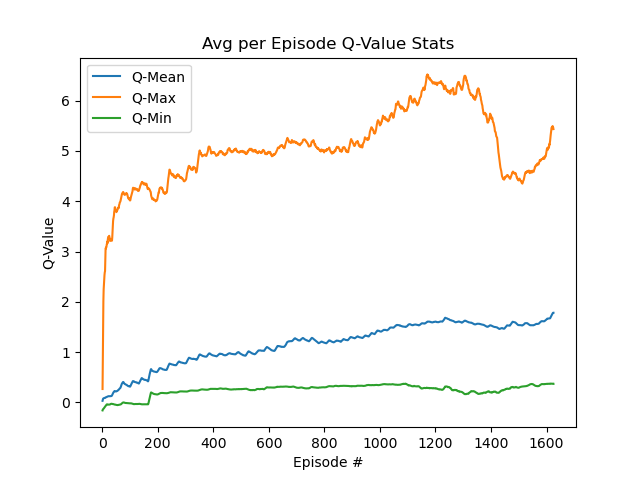 Avg per Episode Q-Value Stats
Q-Mean
Q-Max
Q-Min
Q-Value
6
5
4
3
2
1
0
0 200 400 600 800 1000 1200 1400 1600
Episode #